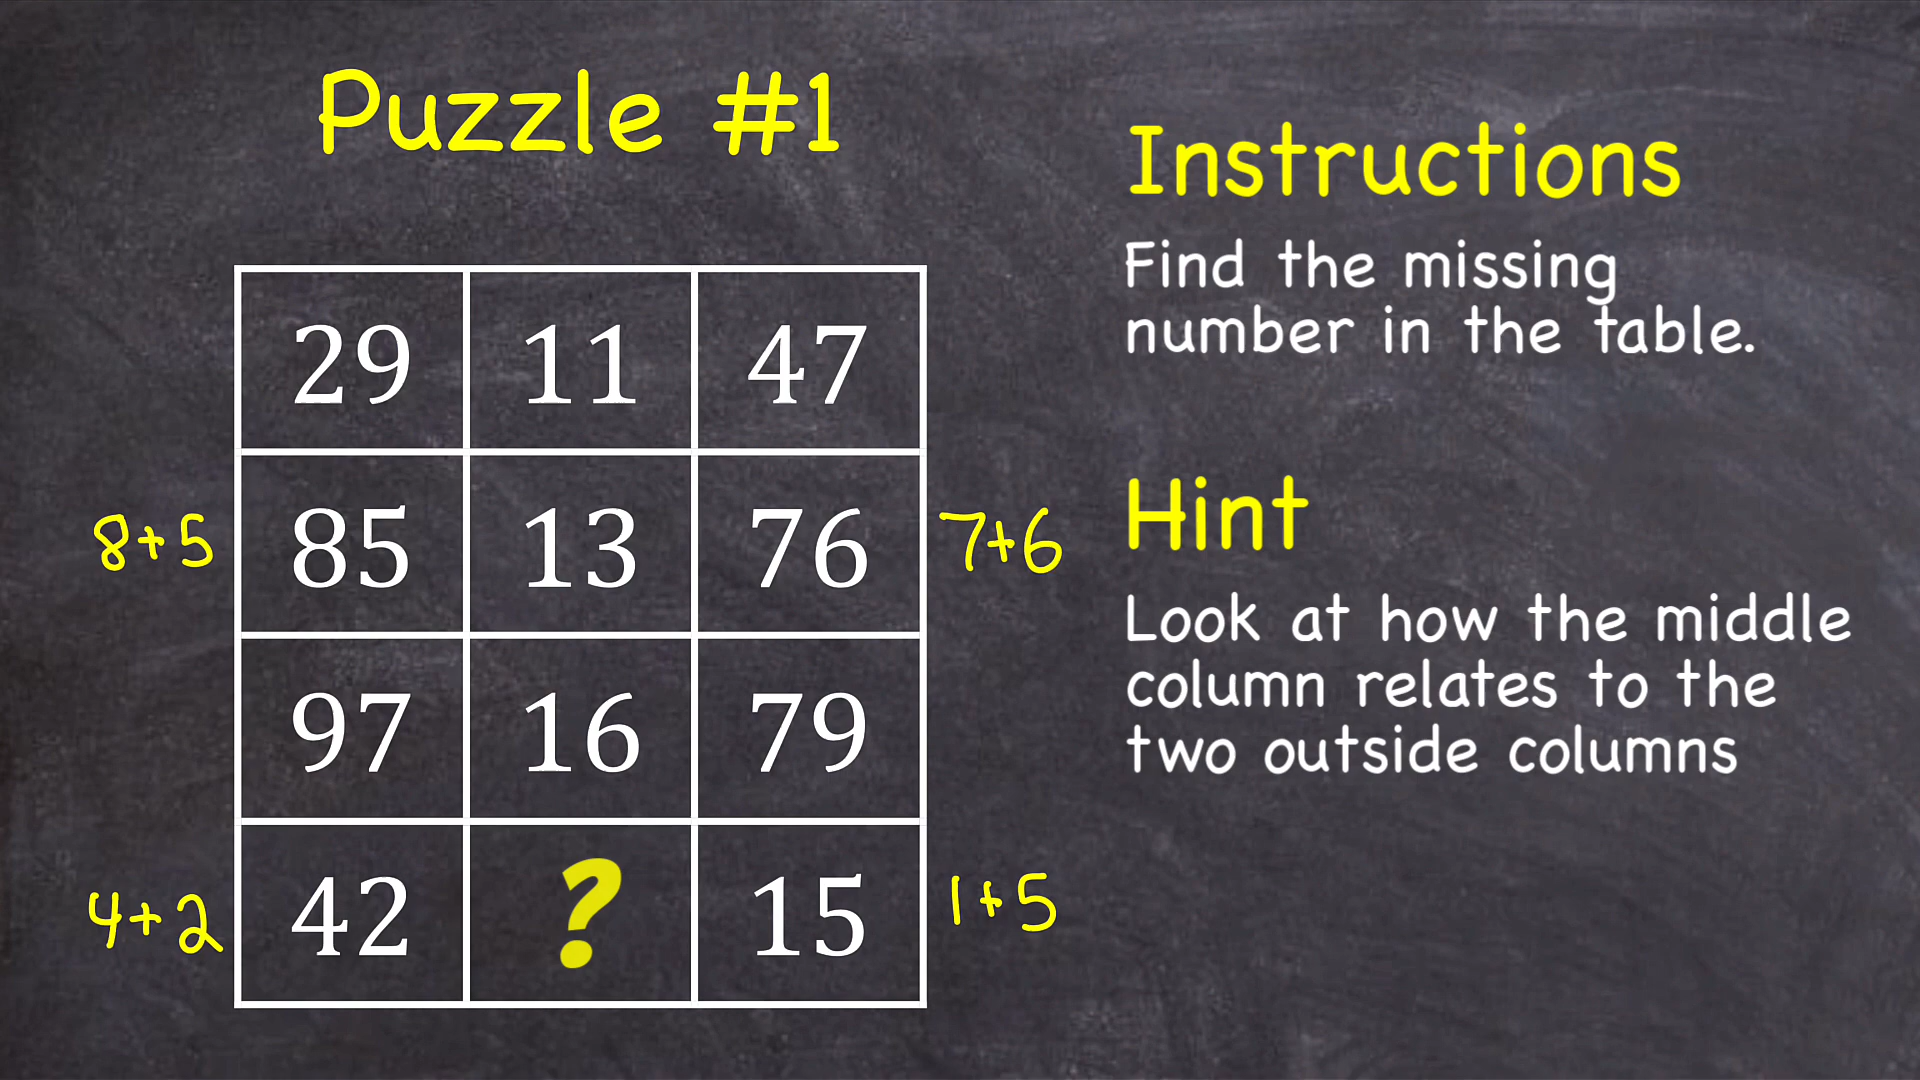 Puzzle #1
29 11 47
8+5 85 13 76 7+6
97 16 79
4+2 42 ? 15 1+5
Instructions
Find the missing
number in the table.
Hint
Look at how the middle
column relates to the
two outside columns